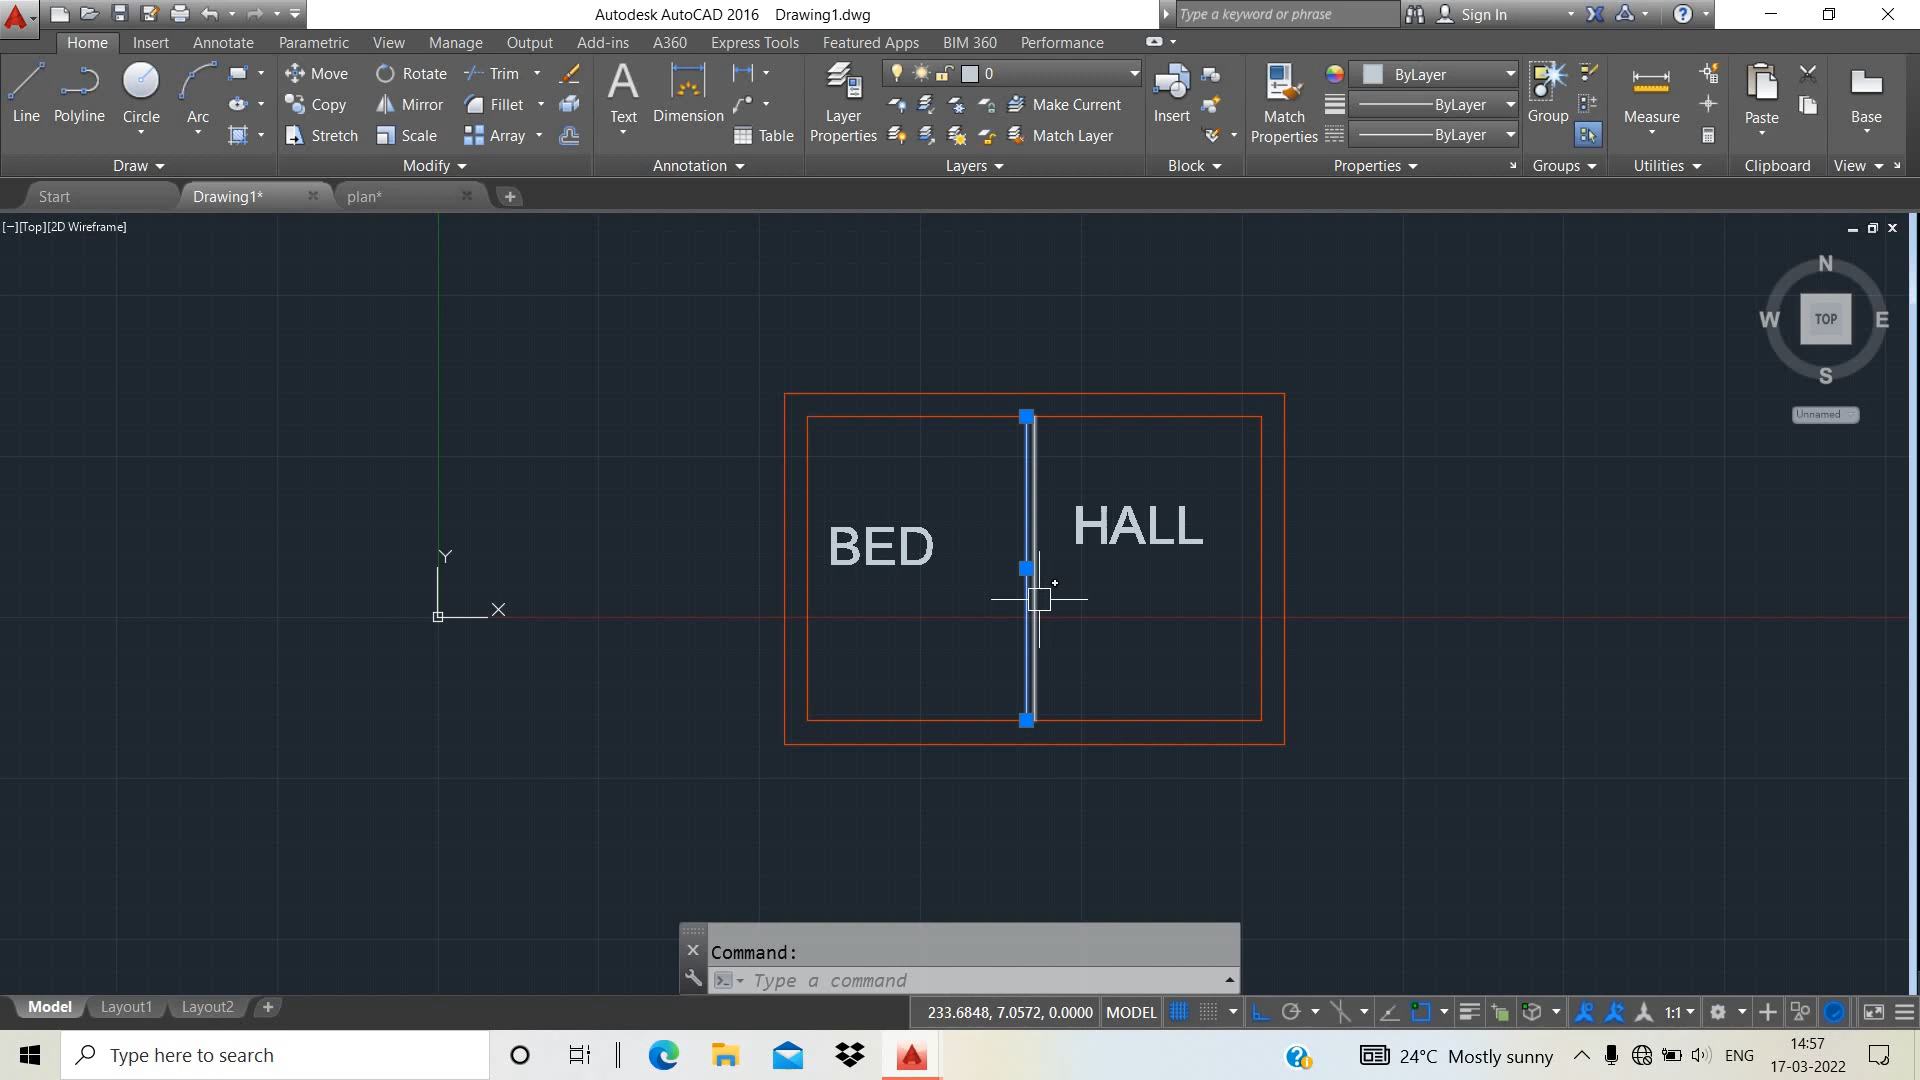 Autodesk AutoCAD 2016 Drawing1.dwg
Type a keyword or phrase
Sign In
Home Insert Annotate Parametric View Manage Output Add-ins A360 Express Tools Featured Apps BIM 360 Performance
Line Polyline Circle Arc
Move Rotate Trim
Copy Mirror Fillet
Stretch Scale Array
Text Dimension Table
Layer Properties
0
Make Current
Match Layer
Insert
Match Properties
ByLayer
ByLayer
ByLayer
Group
Measure
Paste
Base
Draw Modify Annotation Layers Block Properties Groups Utilities Clipboard View
Start Drawing1* plan*
[−][Top][2D Wireframe]
N
W TOP E
S
Unnamed
BED
HALL
Y
X
Command:
Type a command
Model Layout1 Layout2
233.6848, 7.0572, 0.0000 MODEL 1:1
Type here to search
24°C Mostly sunny
ENG
14:57
17-03-2022